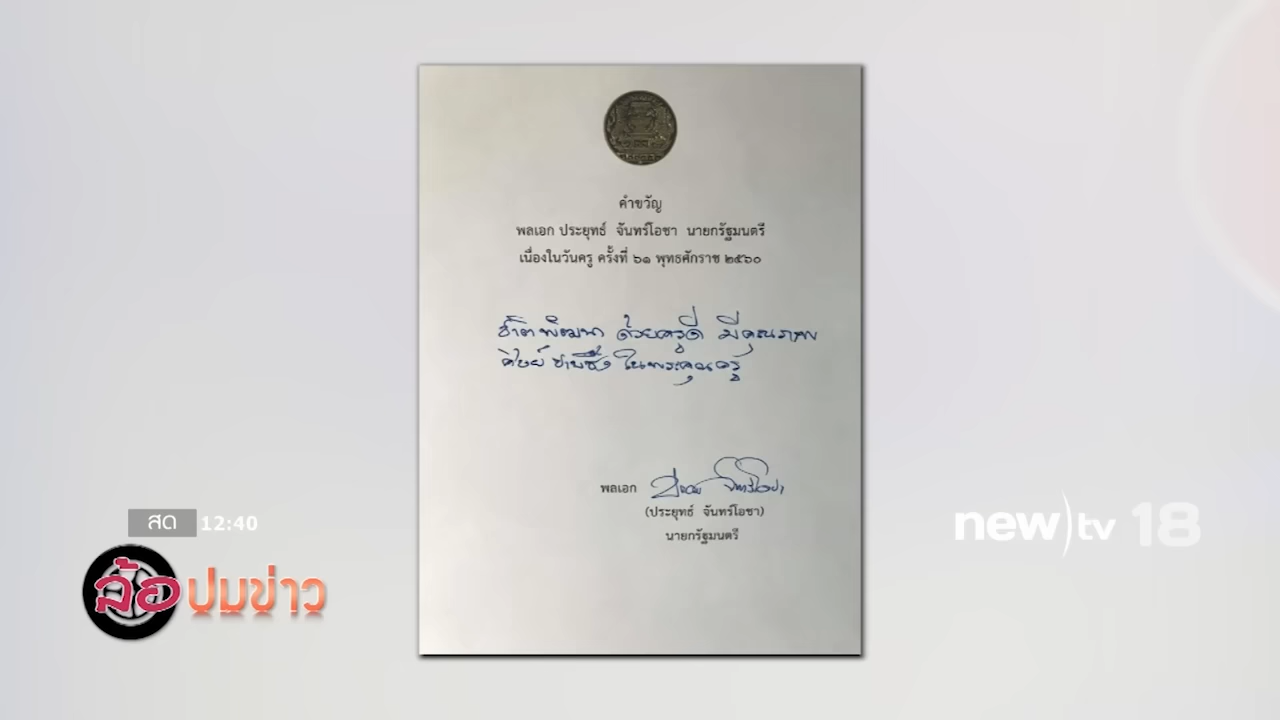 คำขวัญ
พลเอก ประยุทธ์ จันทร์โอชา นายกรัฐมนตรี
เนื่องในวันครู ครั้งที่ ๖๑ พุทธศักราช ๒๕๖๐
ชาติพัฒนา ด้วยครูดี มีคุณภาพ
ศิษย์ซาบซึ้ง ในพระคุณครู
พลเอก
(ประยุทธ์ จันทร์โอชา)
นายกรัฐมนตรี
สด 12:40
ล้อปมข่าว
new)tv 18